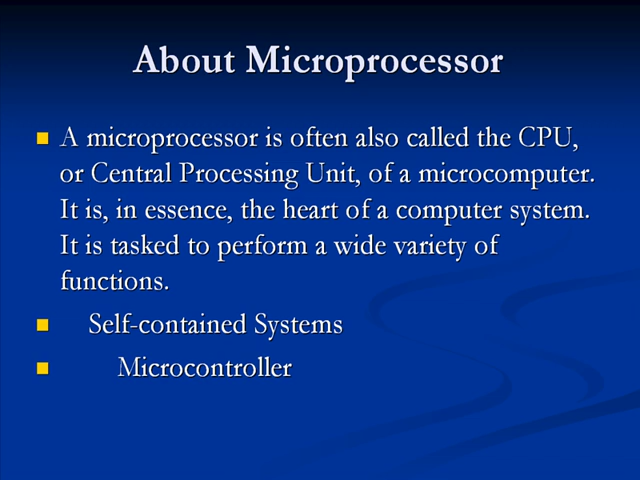 About Microprocessor
A microprocessor is often also called the CPU,
or Central Processing Unit, of a microcomputer.
It is, in essence, the heart of a computer system.
It is tasked to perform a wide variety of
functions.
Self-contained Systems
Microcontroller